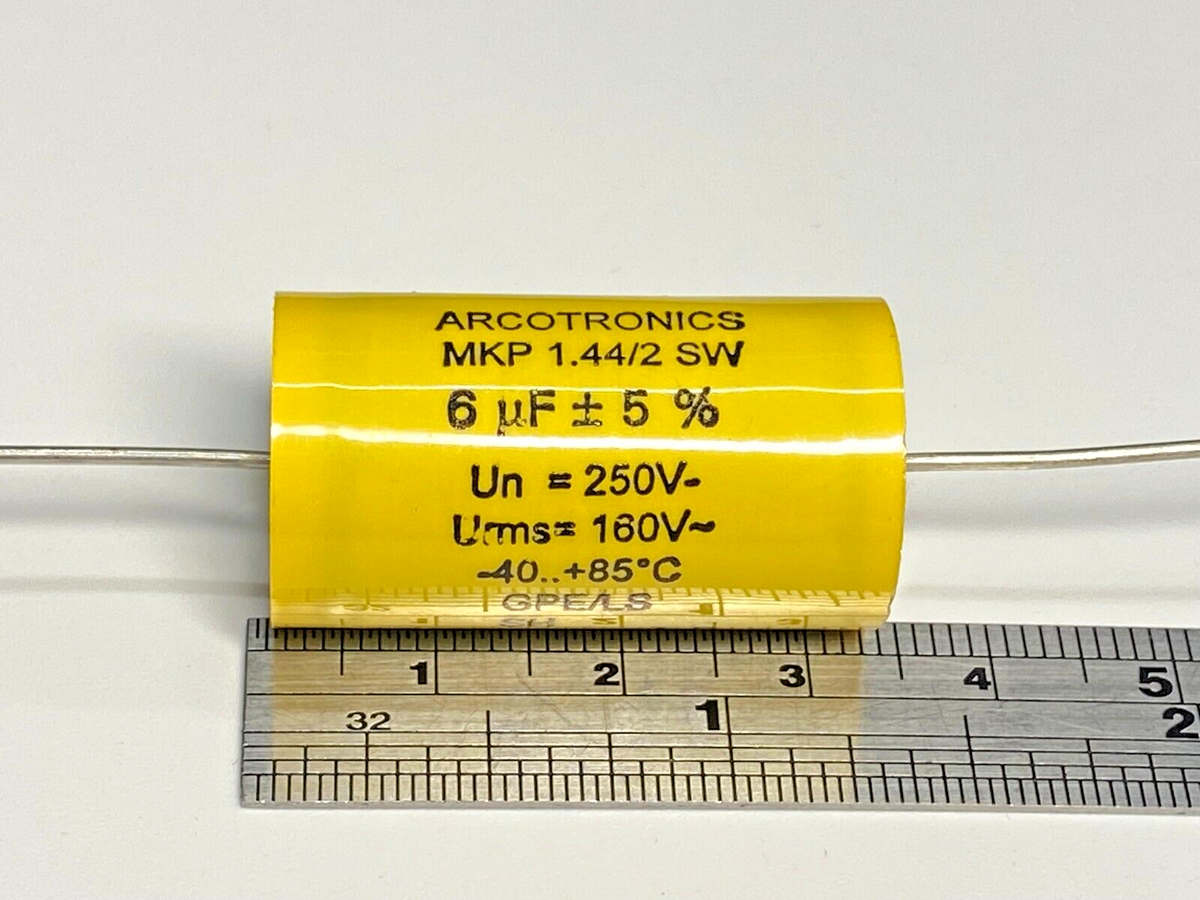 ARCOTRONICS
MKP 1.44/2 SW
6 µF ± 5 %
Un = 250V-
Urms= 160V~
-40..+85°C
GPE/LS
1 2 3 4 5
32 1 2